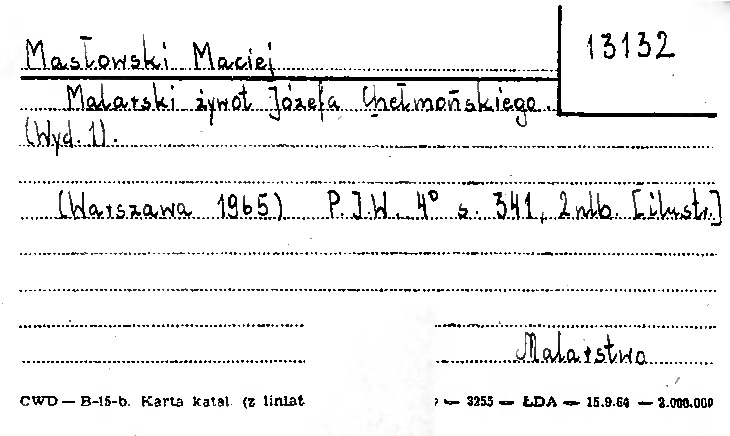 Masłowski Maciej
13132
Malarski żywot Józefa Chełmońskiego.
(Wyd. 1).
(Warszawa 1965) P.I.W. 4° s. 341, 2 nlb. [ilustr.]
Malarstwo
CWD — B-15-b. Karta katal. (z liniat — 3255 — ŁDA — 15.9.64 — 2.000.000